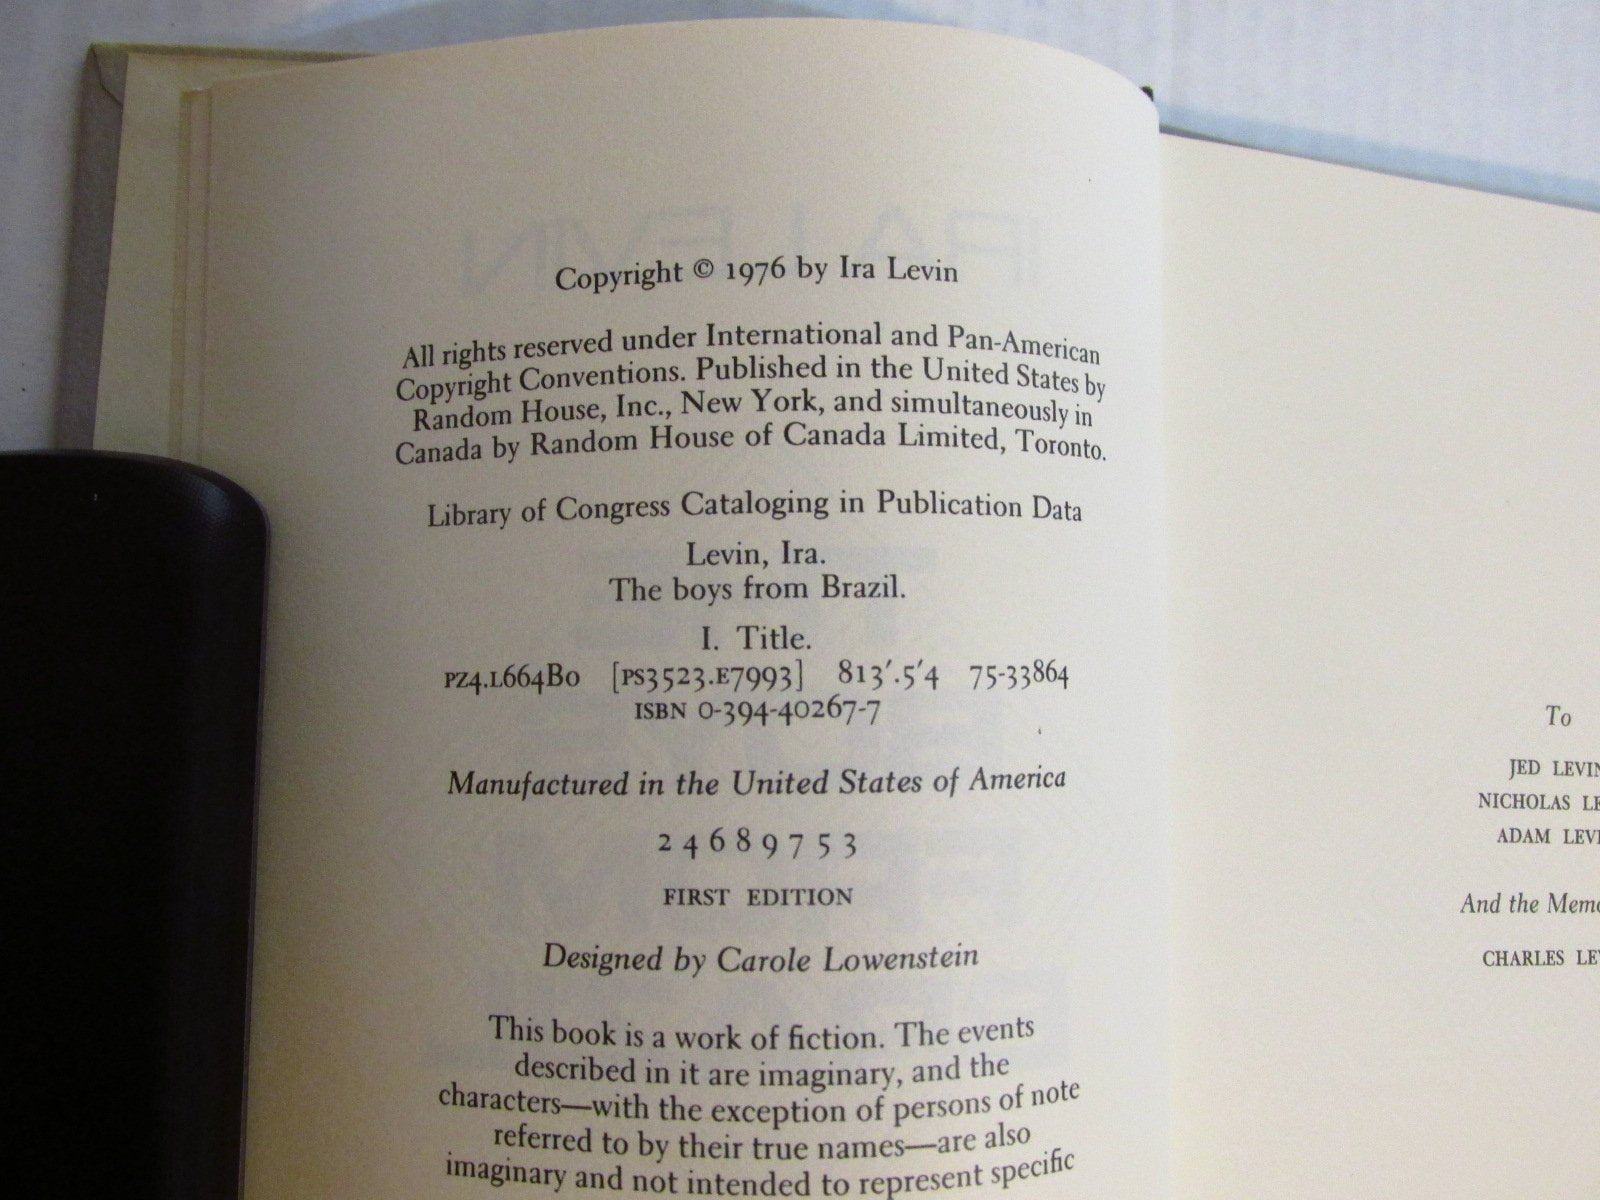 Copyright © 1976 by Ira Levin
All rights reserved under International and Pan-American
Copyright Conventions. Published in the United States by
Random House, Inc., New York, and simultaneously in
Canada by Random House of Canada Limited, Toronto.
Library of Congress Cataloging in Publication Data
Levin, Ira.
The boys from Brazil.
I. Title.
PZ4.L664Bo [PS3523.E7993] 813'.5'4 75-33864
ISBN 0-394-40267-7
Manufactured in the United States of America
2 4 6 8 9 7 5 3
FIRST EDITION
Designed by Carole Lowenstein
This book is a work of fiction. The events
described in it are imaginary, and the
characters—with the exception of persons of note
referred to by their true names—are also
imaginary and not intended to represent specific
To
JED LEVIN
NICHOLAS
ADAM
And the
CHARLES